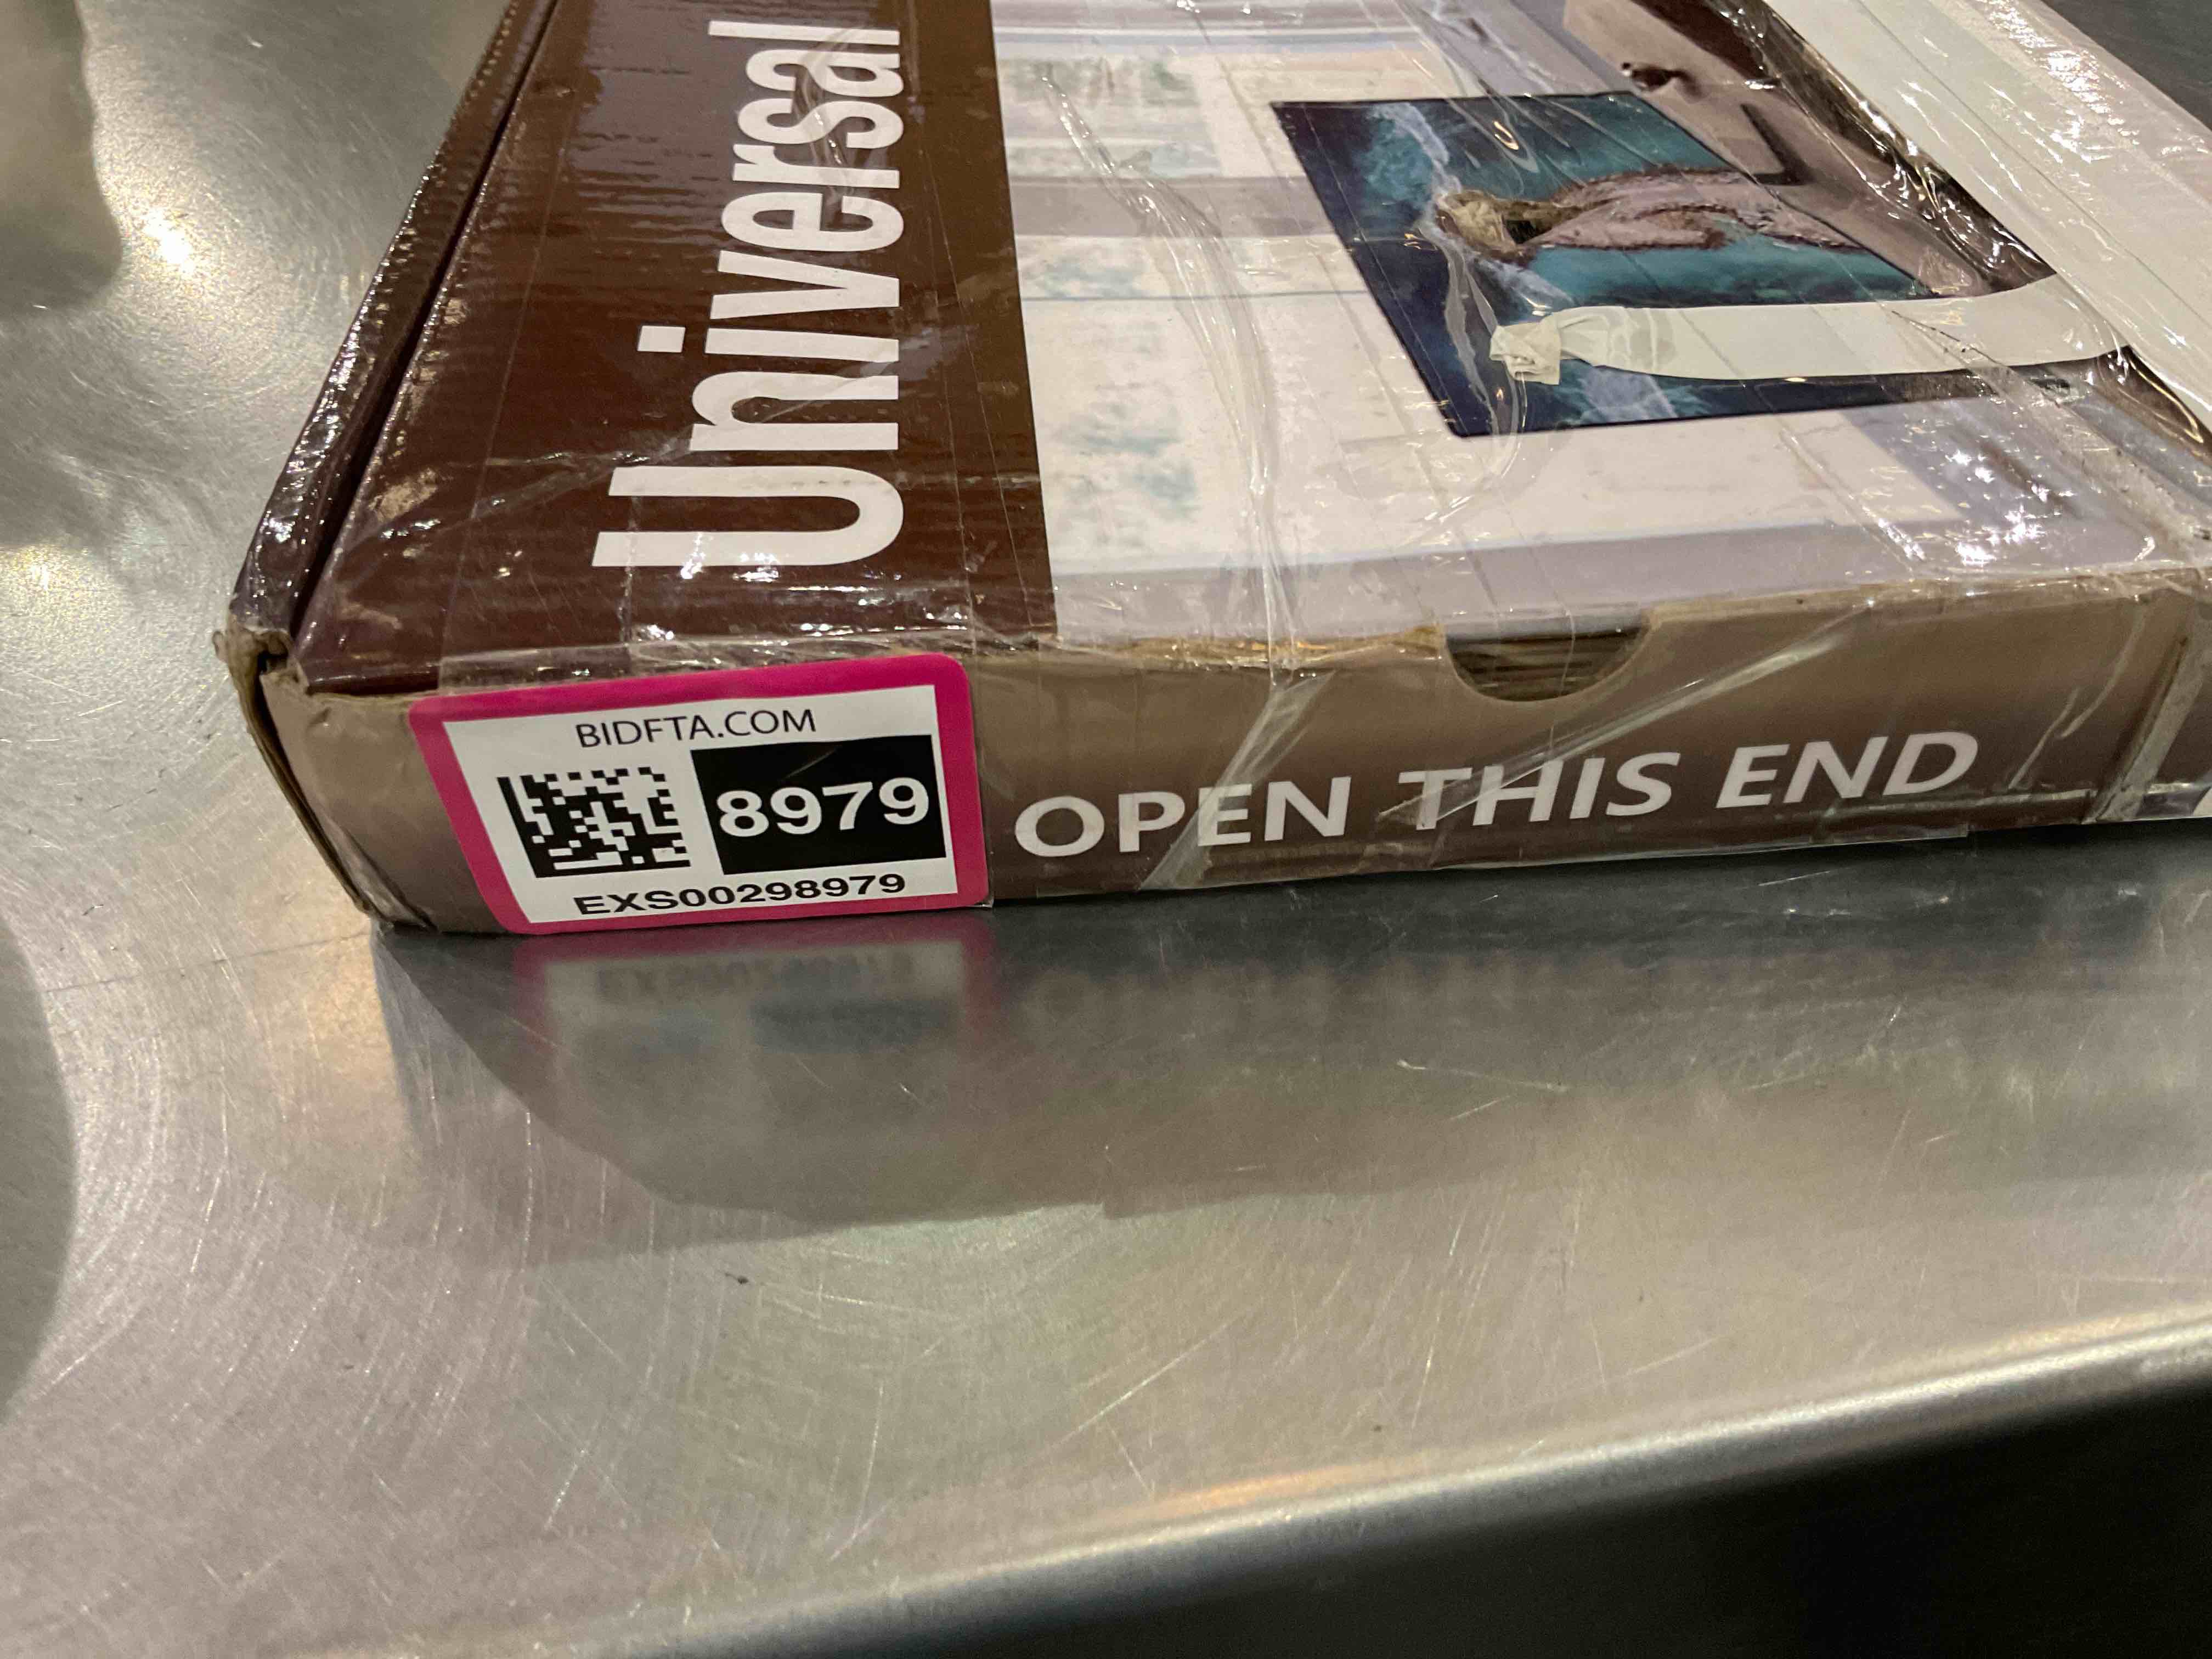 Universal
BIDFTA.COM
8979
EXS00298979
OPEN THIS END